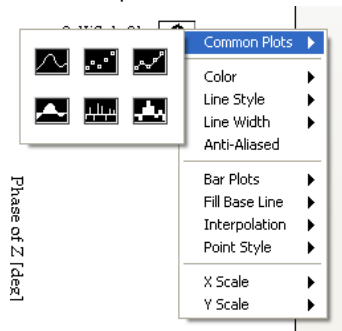 Common Plots
Color
Line Style
Line Width
Anti-Aliased
Bar Plots
Fill Base Line
Interpolation
Point Style
X Scale
Y Scale
Phase of Z [deg]